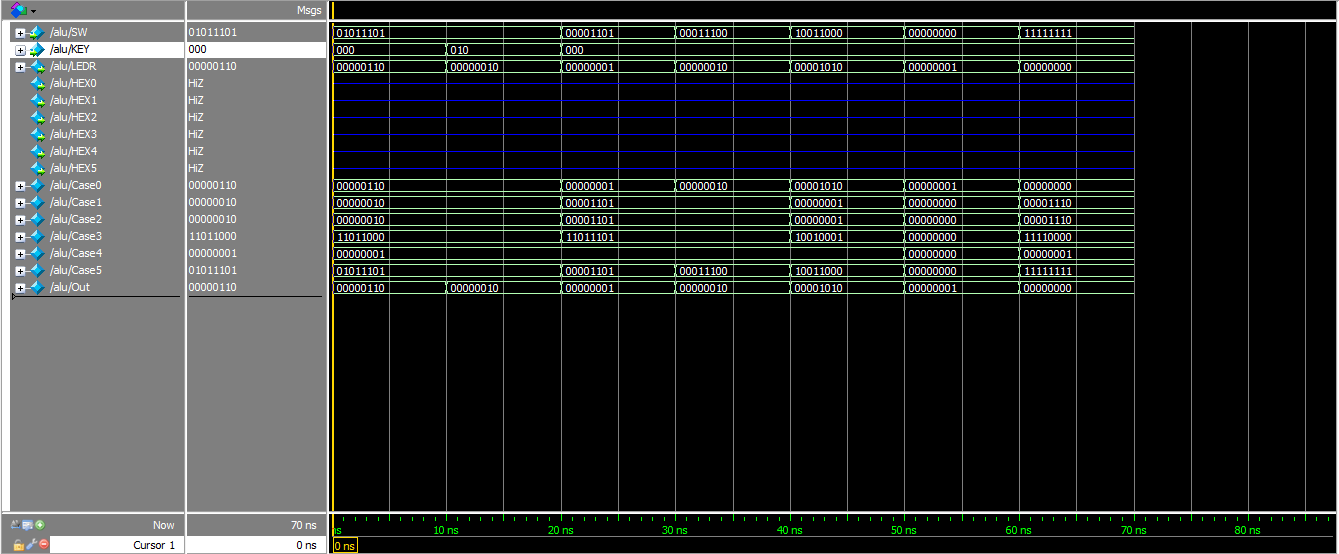 Msgs
/alu/SW 01011101 01011101 00001101 00011100 10011000 00000000 11111111
/alu/KEY 000 000 010 000
/alu/LEDR 00000110 00000110 00000010 00000001 00000010 00001010 00000001 00000000
/alu/HEX0 HiZ
/alu/HEX1 HiZ
/alu/HEX2 HiZ
/alu/HEX3 HiZ
/alu/HEX4 HiZ
/alu/HEX5 HiZ
/alu/Case0 00000110 00000110 00000001 00000010 00001010 00000001 00000000
/alu/Case1 00000010 00000010 00001101 00000001 00000000 00001110
/alu/Case2 00000010 00000010 00001101 00000001 00000000 00001110
/alu/Case3 11011000 11011000 11011101 10010001 00000000 11110000
/alu/Case4 00000001 00000001 00000000 00000001
/alu/Case5 01011101 01011101 00001101 00011100 10011000 00000000 11111111
/alu/Out 00000110 00000110 00000010 00000001 00000010 00001010 00000001 00000000
Now 70 ns ns 10 ns 20 ns 30 ns 40 ns 50 ns 60 ns 70 ns 80 ns
Cursor 1 0 ns 0 ns